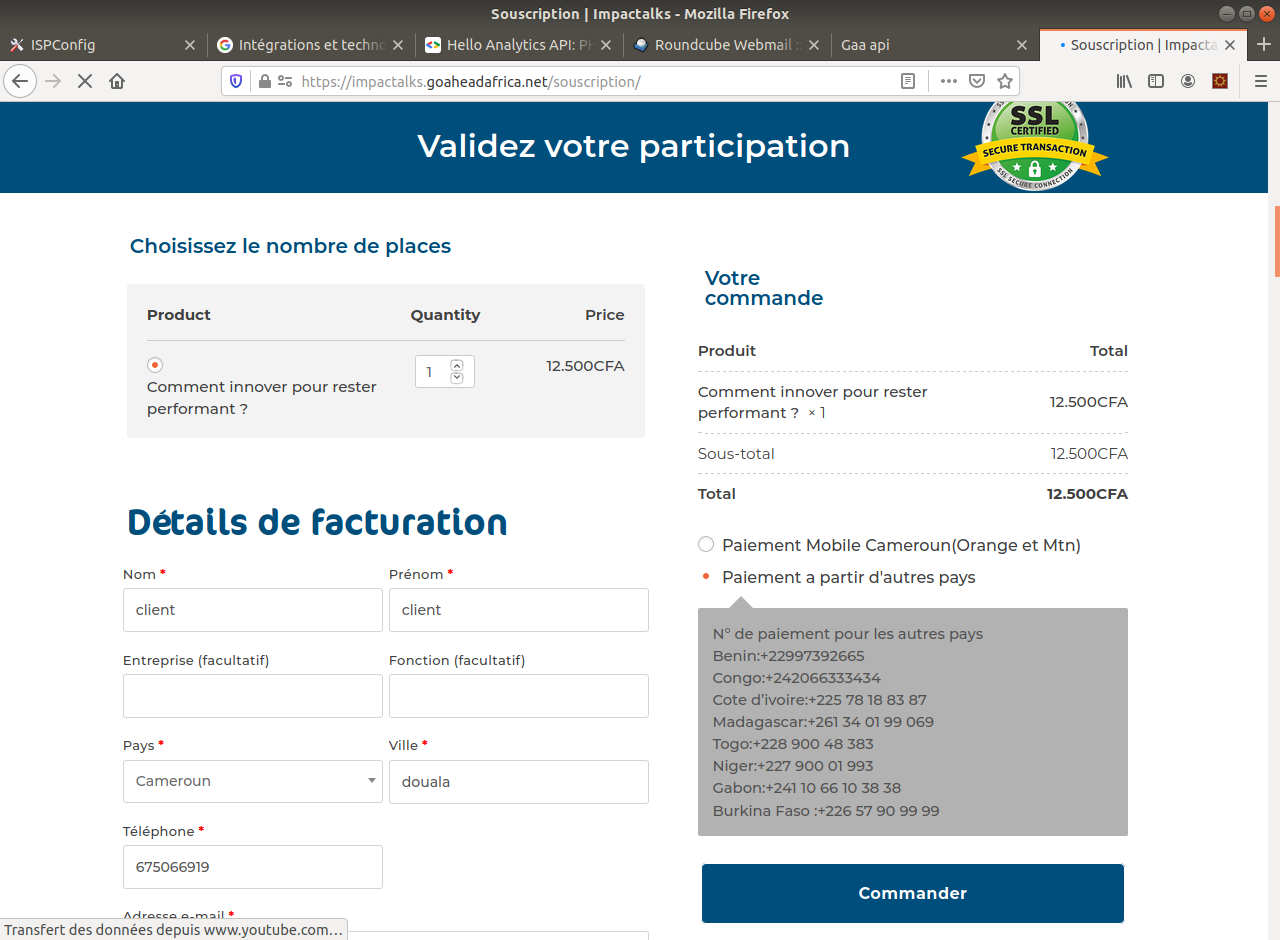 Souscription | Impactalks - Mozilla Firefox
ISPConfig
Intégrations et techno
Hello Analytics API: PH
Roundcube Webmail ::
Gaa api
Souscription | Impacta
https://impactalks.goaheadafrica.net/souscription/
Validez votre participation
SSL
CERTIFIED
SECURE TRANSACTION
SSL SECURE CONNECTION
Choisissez le nombre de places
Product Quantity Price
1 12.500CFA
Comment innover pour rester
performant ?
Votre
commande
Produit Total
Comment innover pour rester
performant ? × 1 12.500CFA
Sous-total 12.500CFA
Total 12.500CFA
Paiement Mobile Cameroun(Orange et Mtn)
Paiement a partir d'autres pays
N° de paiement pour les autres pays
Benin:+22997392665
Congo:+242066333434
Cote d’ivoire:+225 78 18 83 87
Madagascar:+261 34 01 99 069
Togo:+228 900 48 383
Niger:+227 900 01 993
Gabon:+241 10 66 10 38 38
Burkina Faso :+226 57 90 99 99
Commander
Détails de facturation
Nom * Prénom *
client client
Entreprise (facultatif) Fonction (facultatif)
Pays * Ville *
Cameroun douala
Téléphone *
675066919
Adresse e-mail *
Transfert des données depuis www.youtube.com…